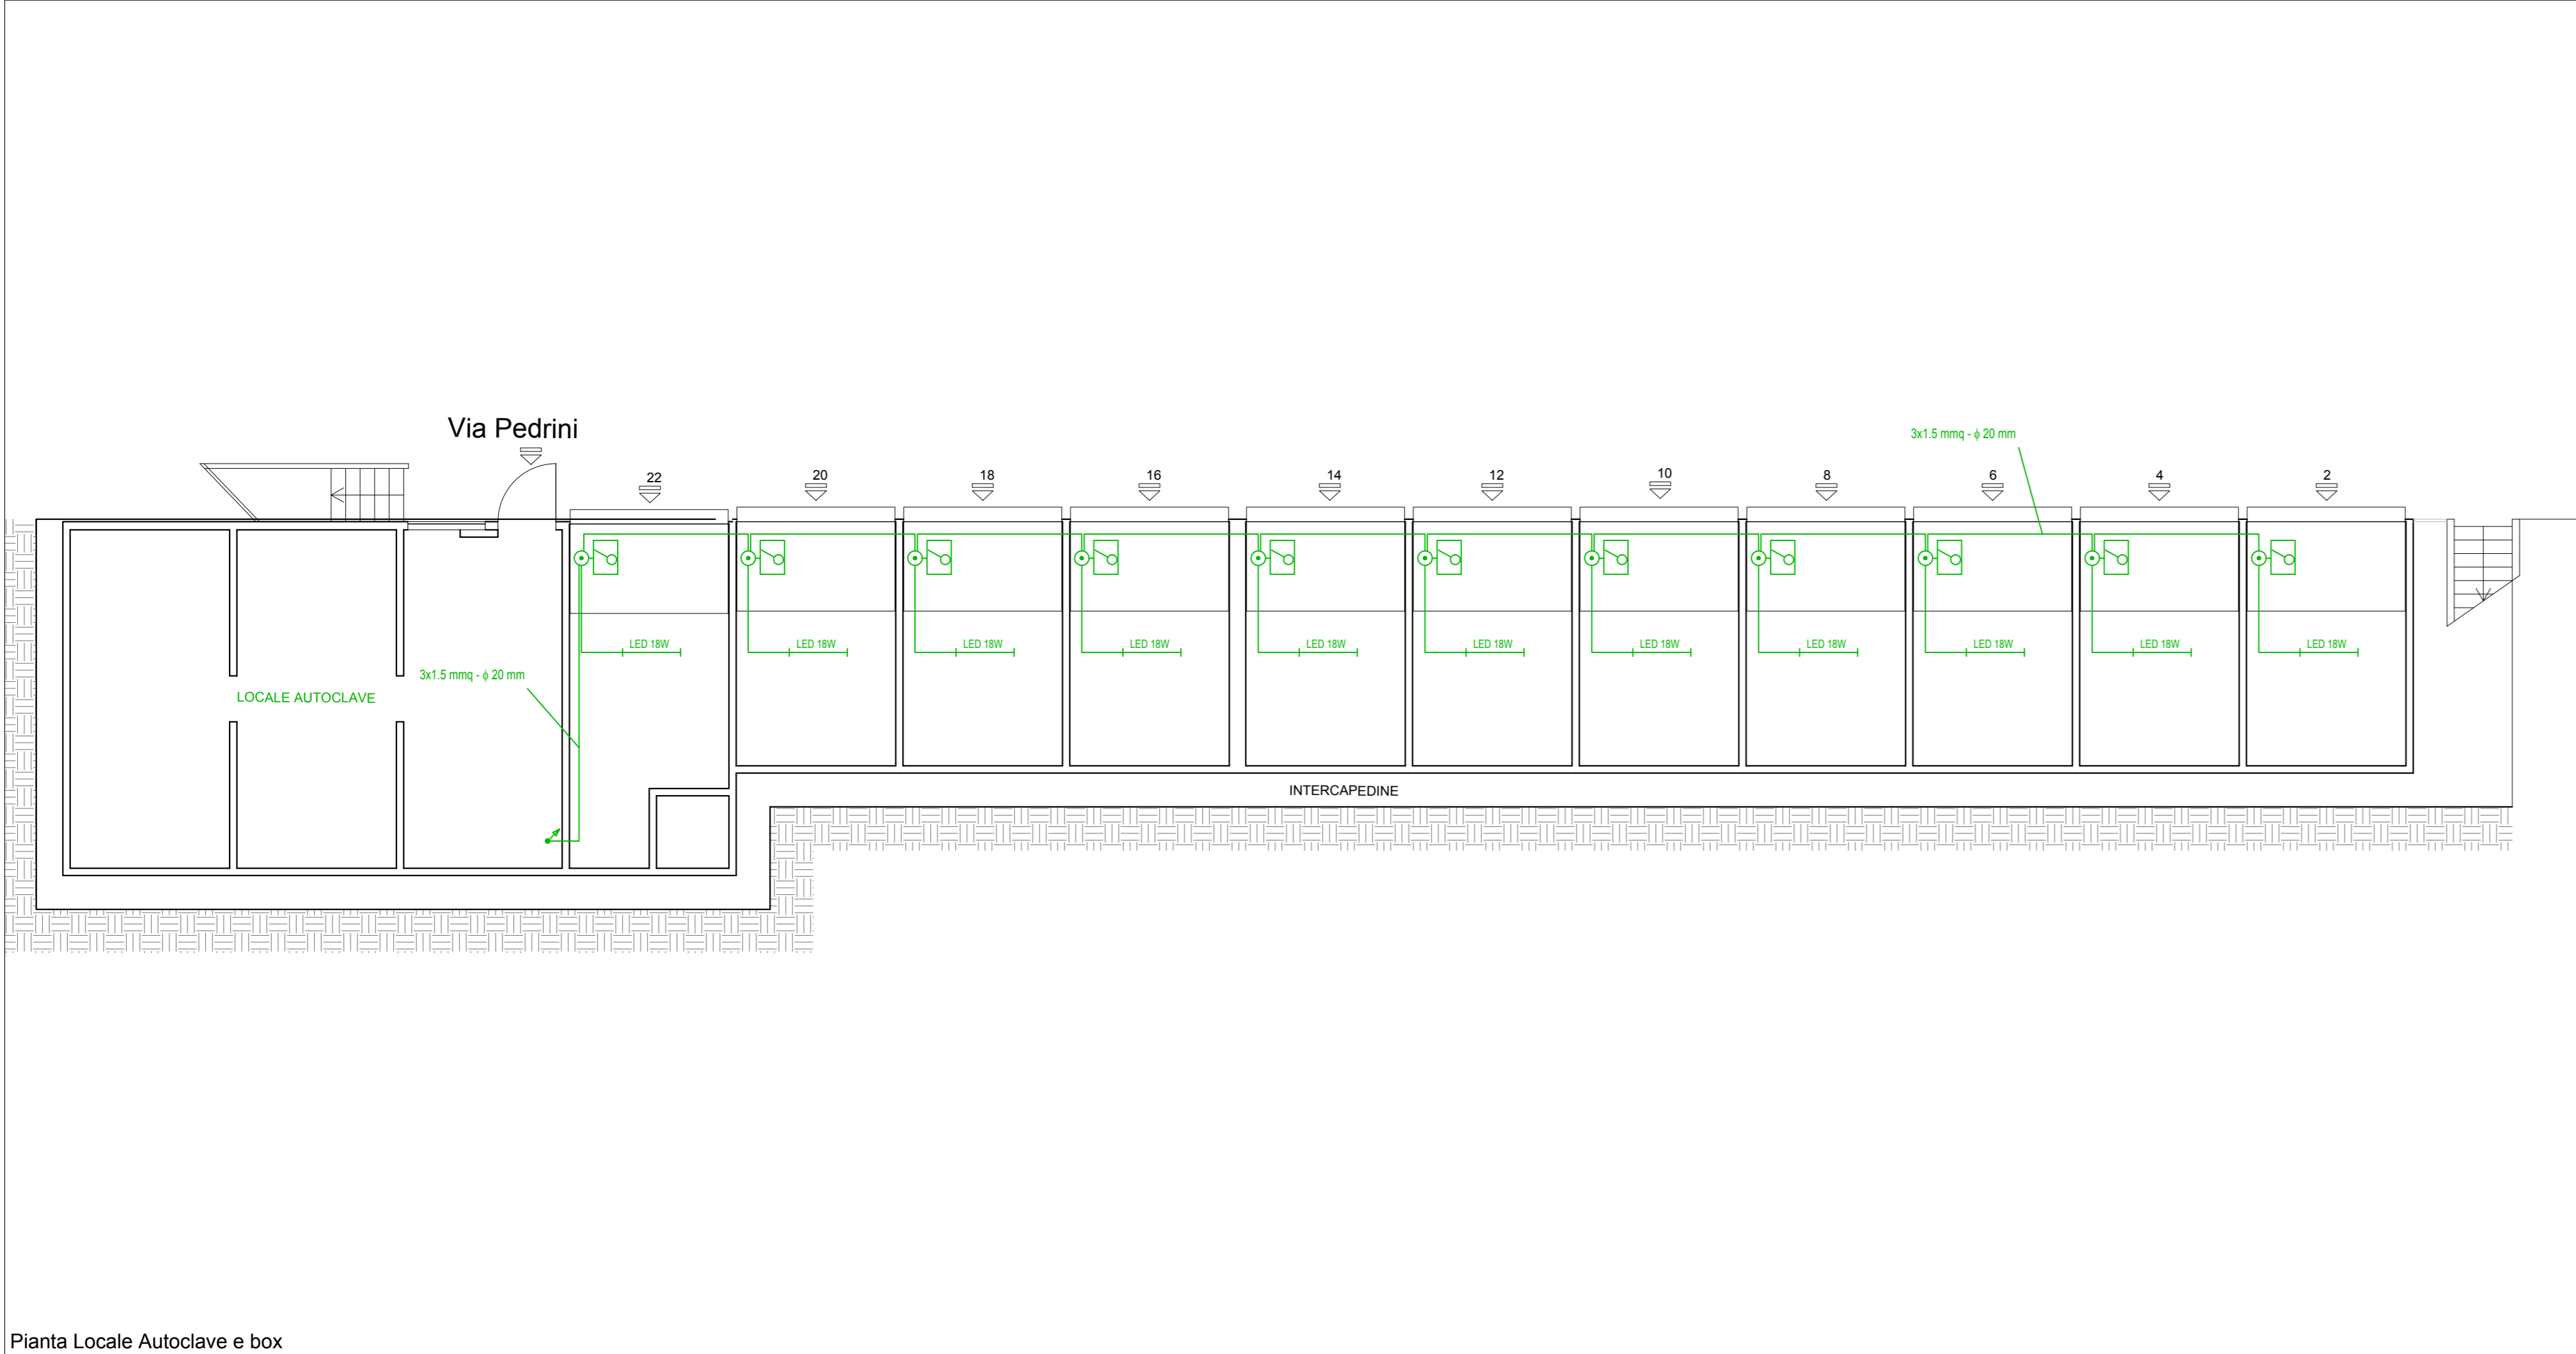 Via Pedrini
3x1.5 mmq - ϕ 20 mm
22
20
18
16
14
12
10
8
6
4
2
LED 18W
LED 18W
LED 18W
LED 18W
LED 18W
LED 18W
LED 18W
LED 18W
LED 18W
LED 18W
LED 18W
3x1.5 mmq - ϕ 20 mm
LOCALE AUTOCLAVE
INTERCAPEDINE
Pianta Locale Autoclave e box